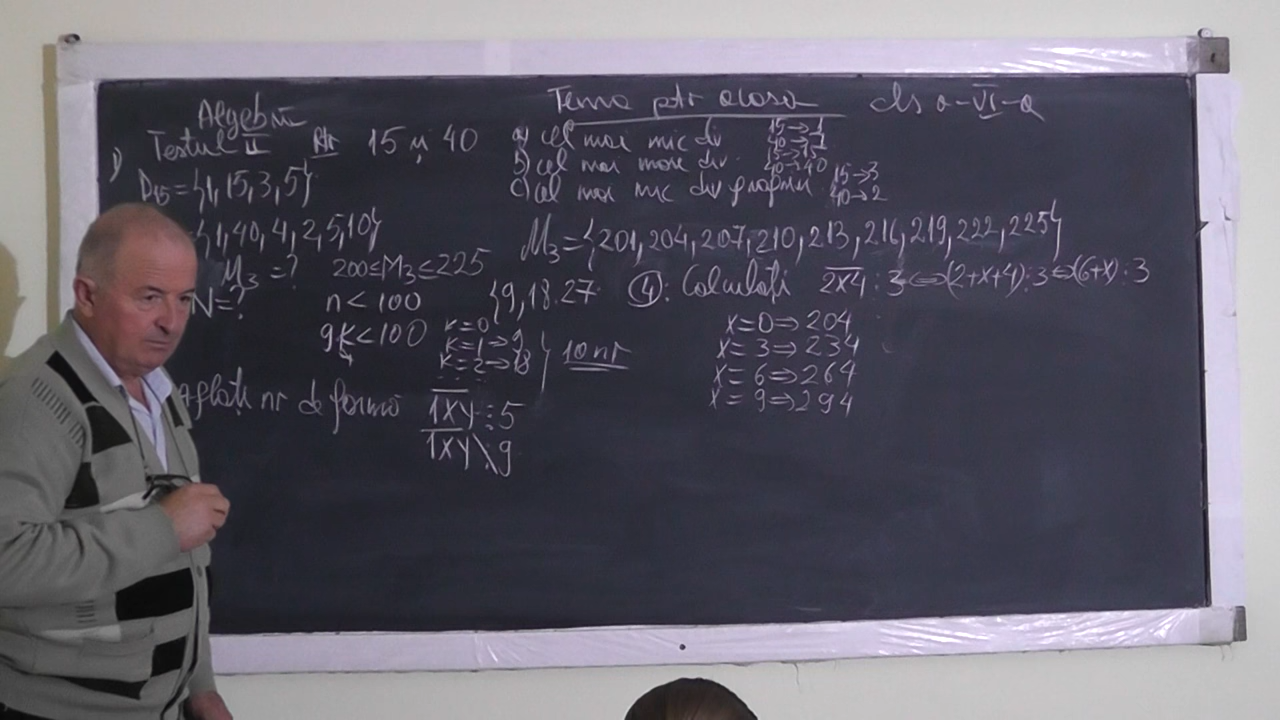 Algebră
Tema ptr acasa cls a-VI-a
Testul II Ptr 15 și 40
a) cel mai mic div 15→1
40→1
b) cel mai mare div. 15→15
40→40
c) cel mai mic div propriu 15→3
40→2
1) D15={1,15,3,5}
={1,40,4,2,5,10}
M3=? 200≤M3≤225
M3={201,204,207,210,213,216,219,222,225}
N=? n<100 {9,18.27
9k<100 k=0
k=1→9
k=2→18
} 10 nr
④. Calculați 2x4⋮3⇔(2+x+4)⋮3⇔(6+x)⋮3
x=0⇒204
x=3⇒234
x=6⇒264
x=9⇒294
Aflați nr de forma 1xy⋮5
1xy\⋮9